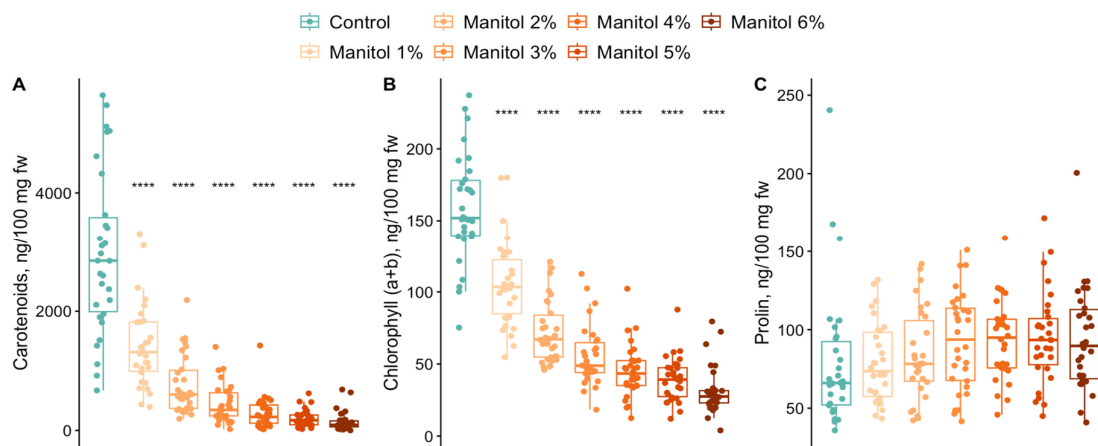 Control Manitol 2% Manitol 4% Manitol 6%
Manitol 1% Manitol 3% Manitol 5%
A
Carotenoids, ng/100 mg fw
4000
2000
0
**** **** **** **** **** ****
B
Chlorophyll (a+b), ng/100 mg fw
200
150
100
50
0
**** **** **** **** **** ****
C
Prolin, ng/100 mg fw
250
200
150
100
50